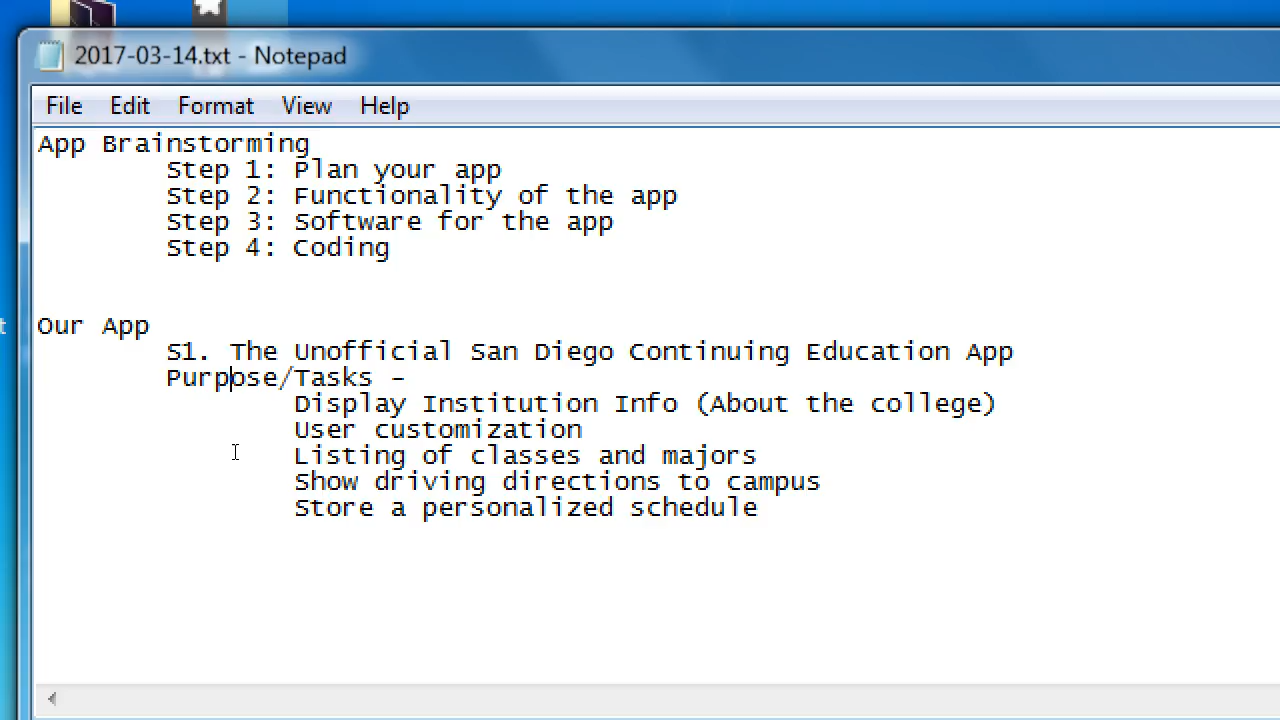 2017-03-14.txt - Notepad
File Edit Format View Help
App Brainstorming
Step 1: Plan your app
Step 2: Functionality of the app
Step 3: Software for the app
Step 4: Coding
Our App
S1. The Unofficial San Diego Continuing Education App
Purpose/Tasks -
Display Institution Info (About the college)
User customization
Listing of classes and majors
Show driving directions to campus
Store a personalized schedule